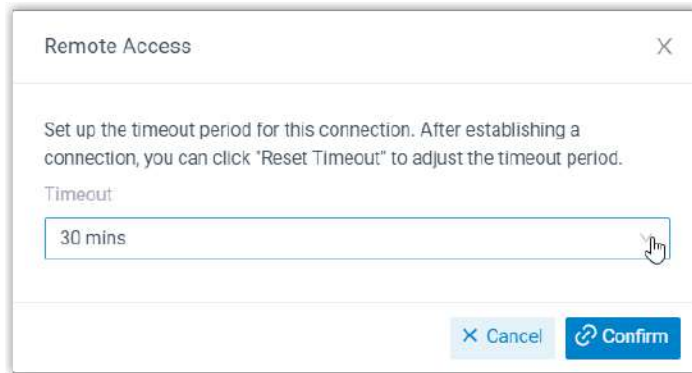 Remote Access
Set up the timeout period for this connection. After establishing a
connection, you can click "Reset Timeout" to adjust the timeout period.
Timeout
30 mins
Cancel
Confirm